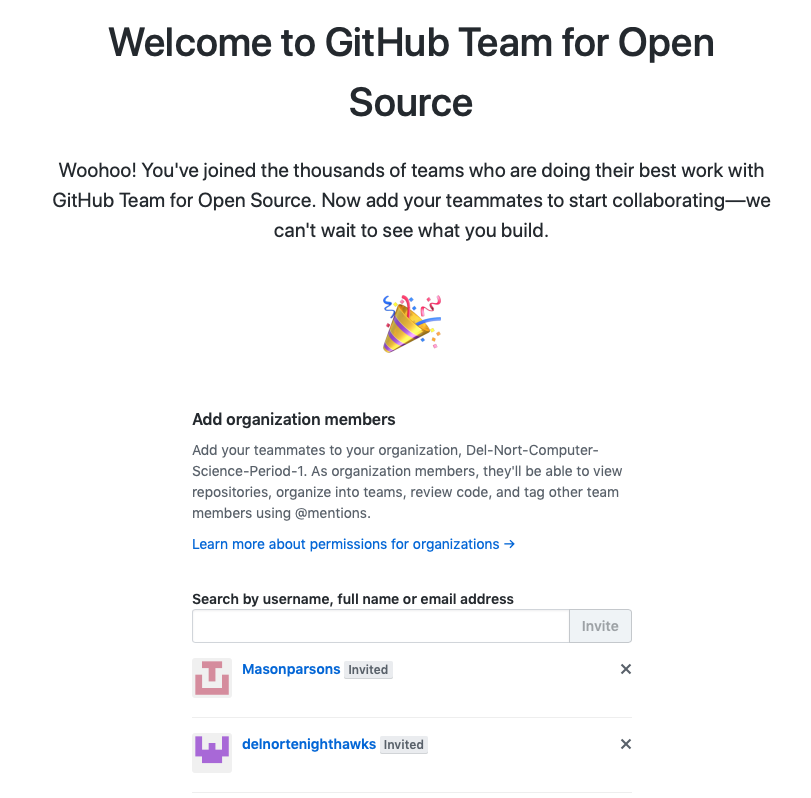 Welcome to GitHub Team for Open
Source
Woohoo! You've joined the thousands of teams who are doing their best work with
GitHub Team for Open Source. Now add your teammates to start collaborating—we
can't wait to see what you build.
Add organization members
Add your teammates to your organization, Del-Nort-Computer-
Science-Period-1. As organization members, they'll be able to view
repositories, organize into teams, review code, and tag other team
members using @mentions.
Learn more about permissions for organizations →
Search by username, full name or email address
Invite
Masonparsons Invited
delnortenighthawks Invited